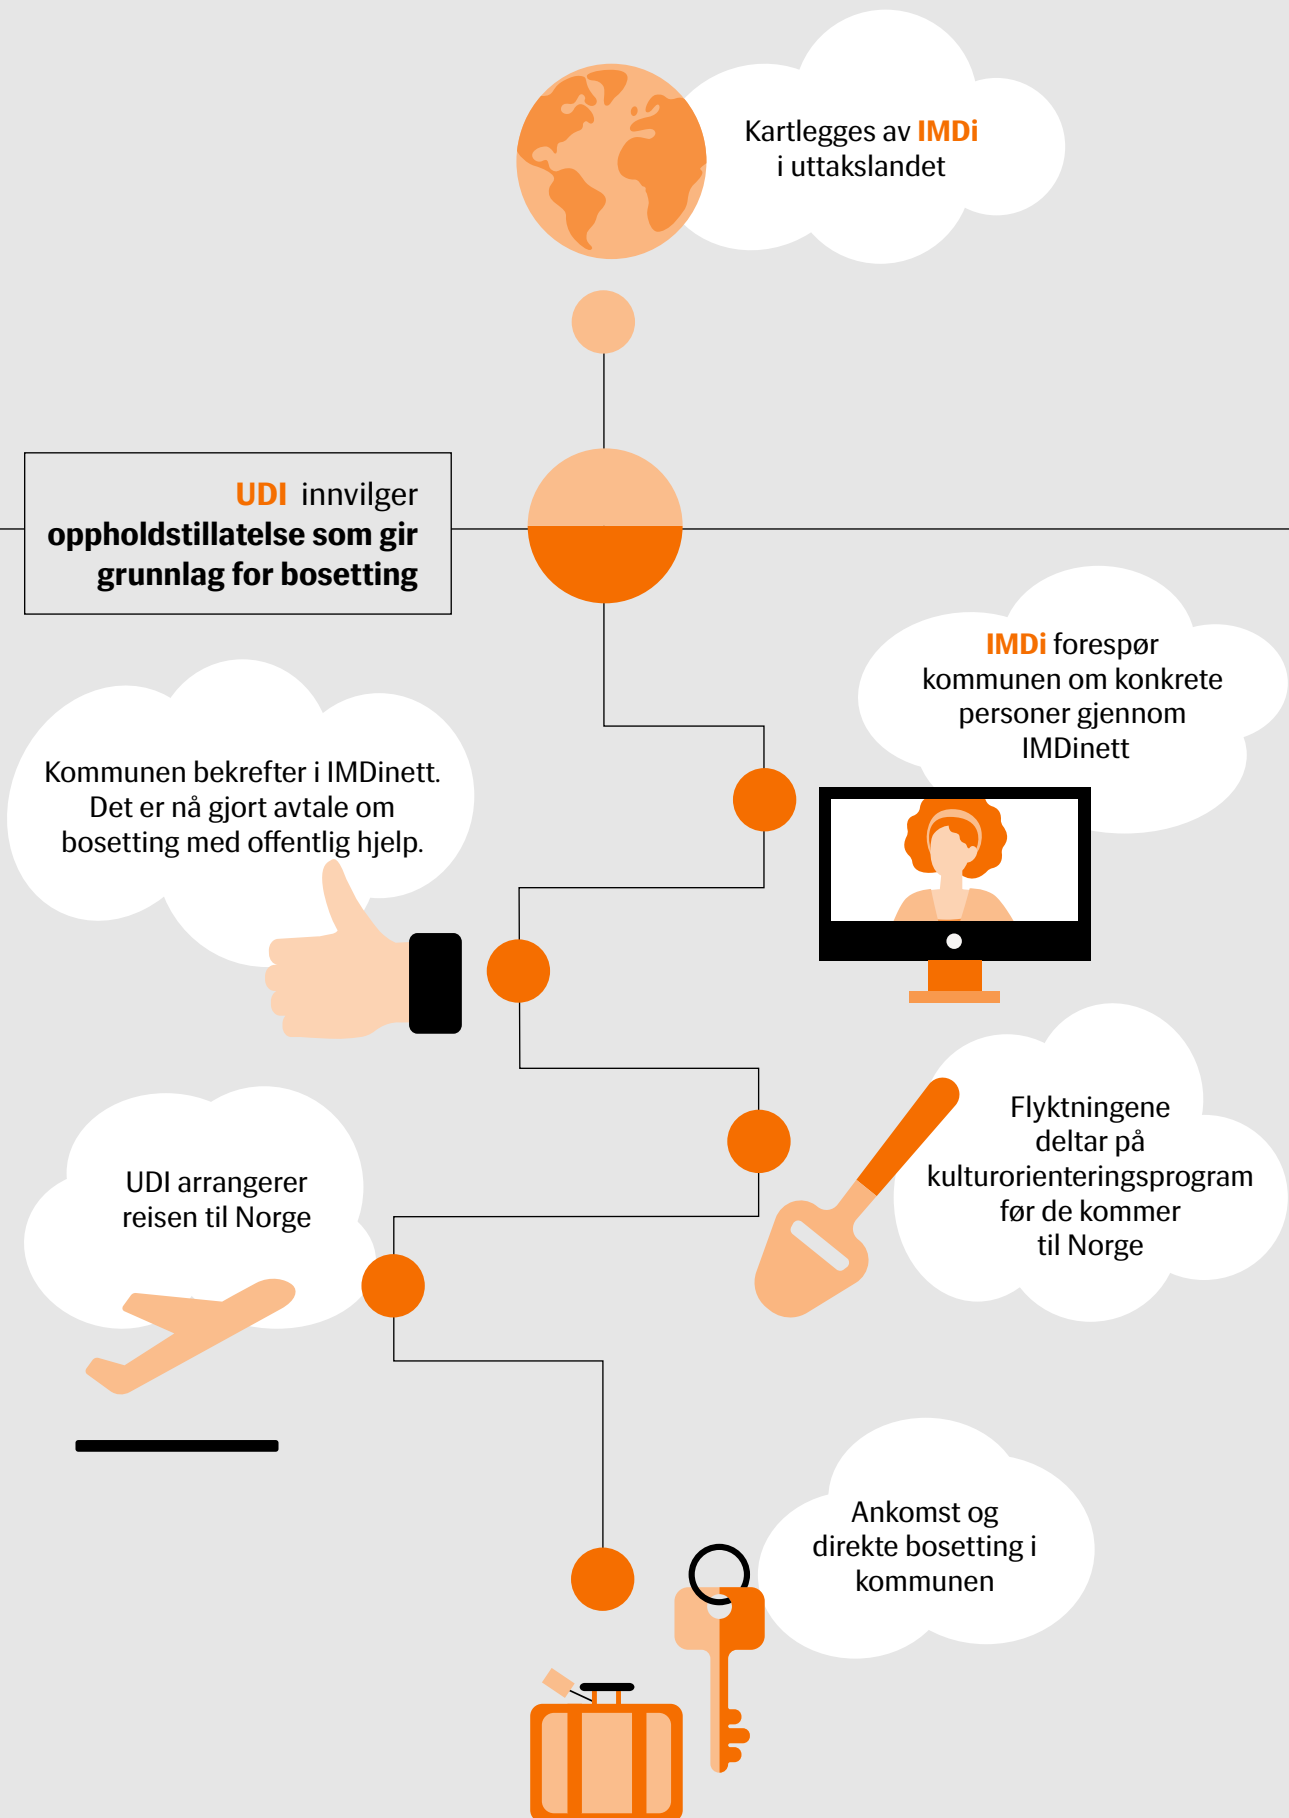 Kartlegges av IMDi
i uttakslandet
UDI innvilger
oppholdstillatelse som gir
grunnlag for bosetting
IMDi forespør
kommunen om konkrete
personer gjennom
IMDinett
Kommunen bekrefter i IMDinett.
Det er nå gjort avtale om
bosetting med offentlig hjelp.
Flyktningene
deltar på
kulturorienteringsprogram
før de kommer
til Norge
UDI arrangerer
reisen til Norge
Ankomst og
direkte bosetting i
kommunen